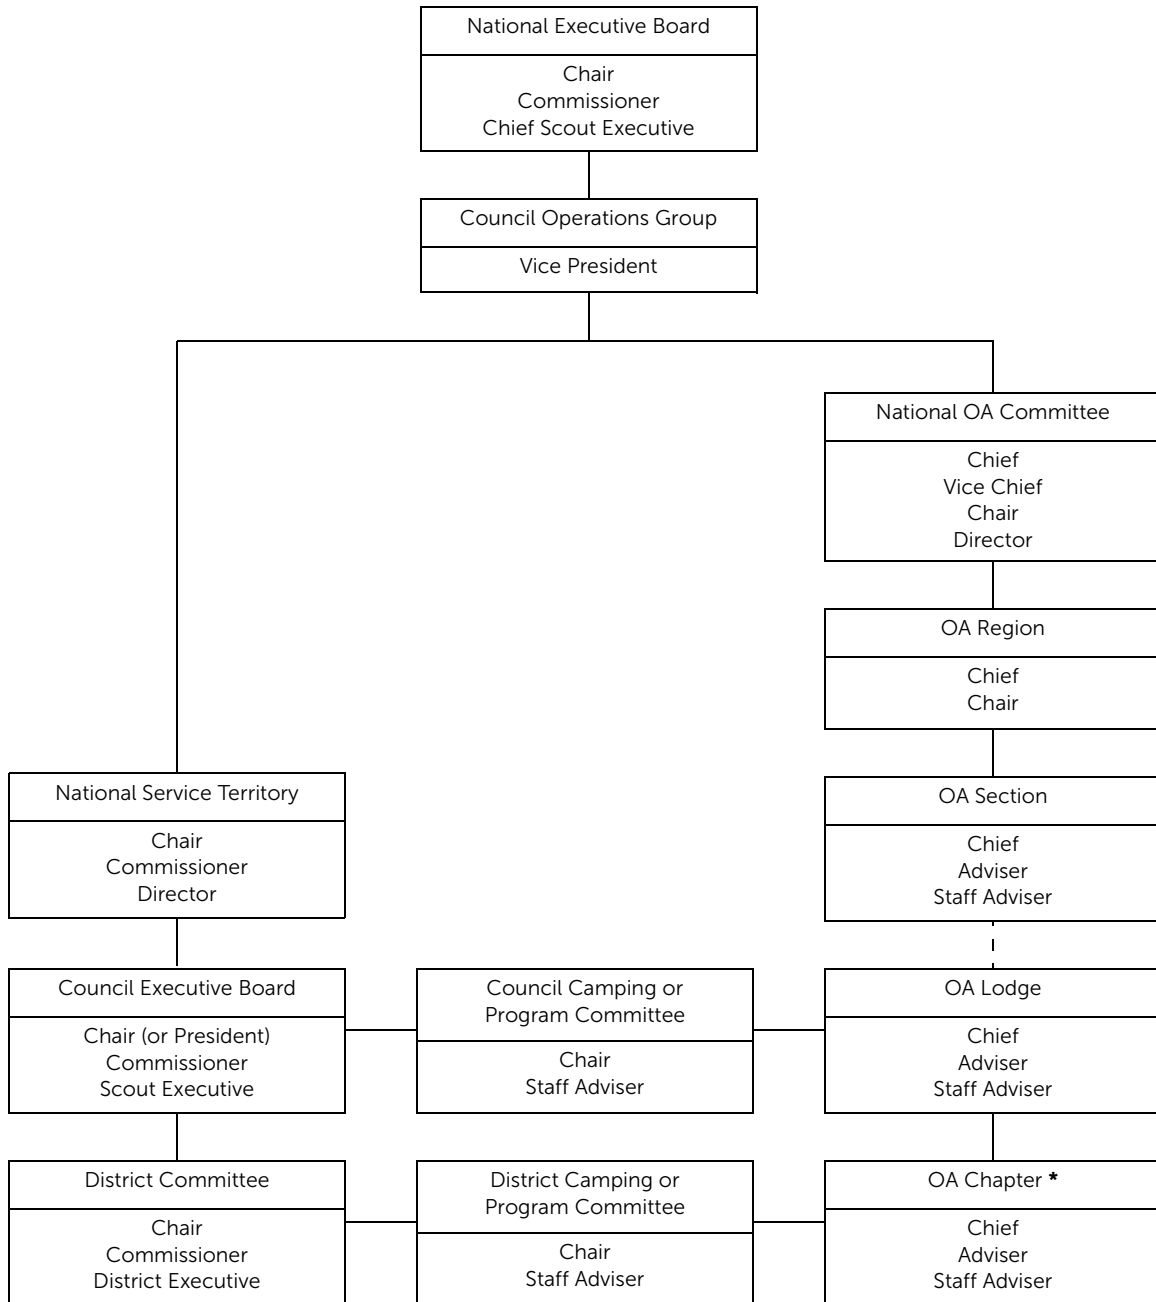 National Executive Board
Chair
Commissioner
Chief Scout Executive
Council Operations Group
Vice President
National OA Committee
Chief
Vice Chief
Chair
Director
OA Region
Chief
Chair
National Service Territory
Chair
Commissioner
Director
OA Section
Chief
Adviser
Staff Adviser
Council Executive Board
Chair (or President)
Commissioner
Scout Executive
Council Camping or
Program Committee
Chair
Staff Adviser
OA Lodge
Chief
Adviser
Staff Adviser
District Committee
Chair
Commissioner
District Executive
District Camping or
Program Committee
Chair
Staff Adviser
OA Chapter *
Chief
Adviser
Staff Adviser